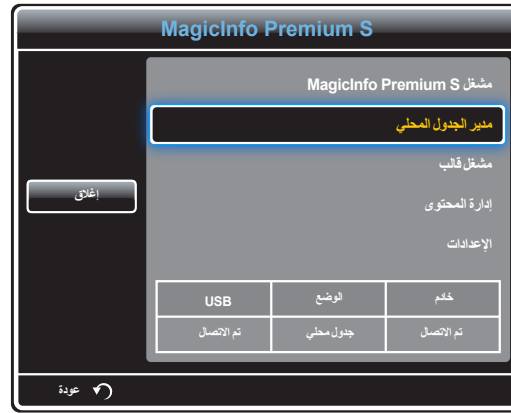 MagicInfo Premium S
مشغل MagicInfo Premium S
مدير الجدول المحلي
مشغل قالب
إدارة المحتوى
الإعدادات
إغلاق
خادم الوضع USB
تم الاتصال جدول محلي تم الاتصال
عودة